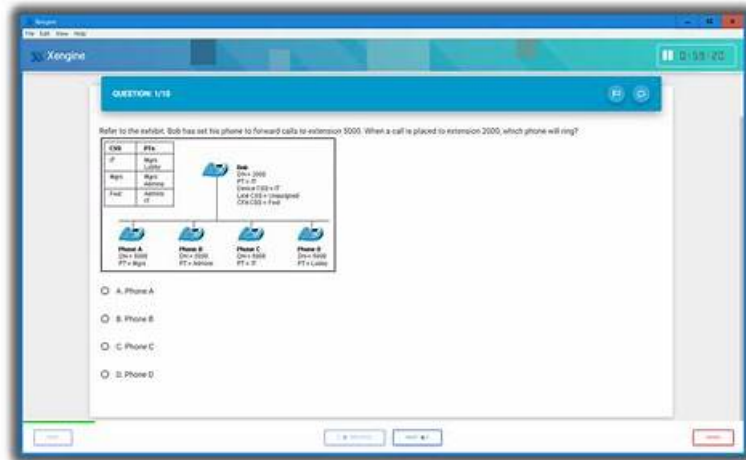 Xengine
File Edit View Help
Xengine
0:59:20
QUESTION: 1/10
Refer to the exhibit. Bob has set his phone to forward calls to extension 5000. When a call is placed to extension 2000, which phone will ring?
CSS PTs
IT Mgrs
Lobby
Mgrs Mgrs
Admins
Fwd Admins
IT
Bob
DN = 2000
PT = IT
Device CSS = IT
Line CSS = Unassigned
CFA CSS = Fwd
Phone A
DN = 5000
PT = Mgrs
Phone B
DN = 5000
PT = Admins
Phone C
DN = 5000
PT = IT
Phone D
DN = 5000
PT = Lobby
A. Phone A
B. Phone B
C. Phone C
D. Phone D